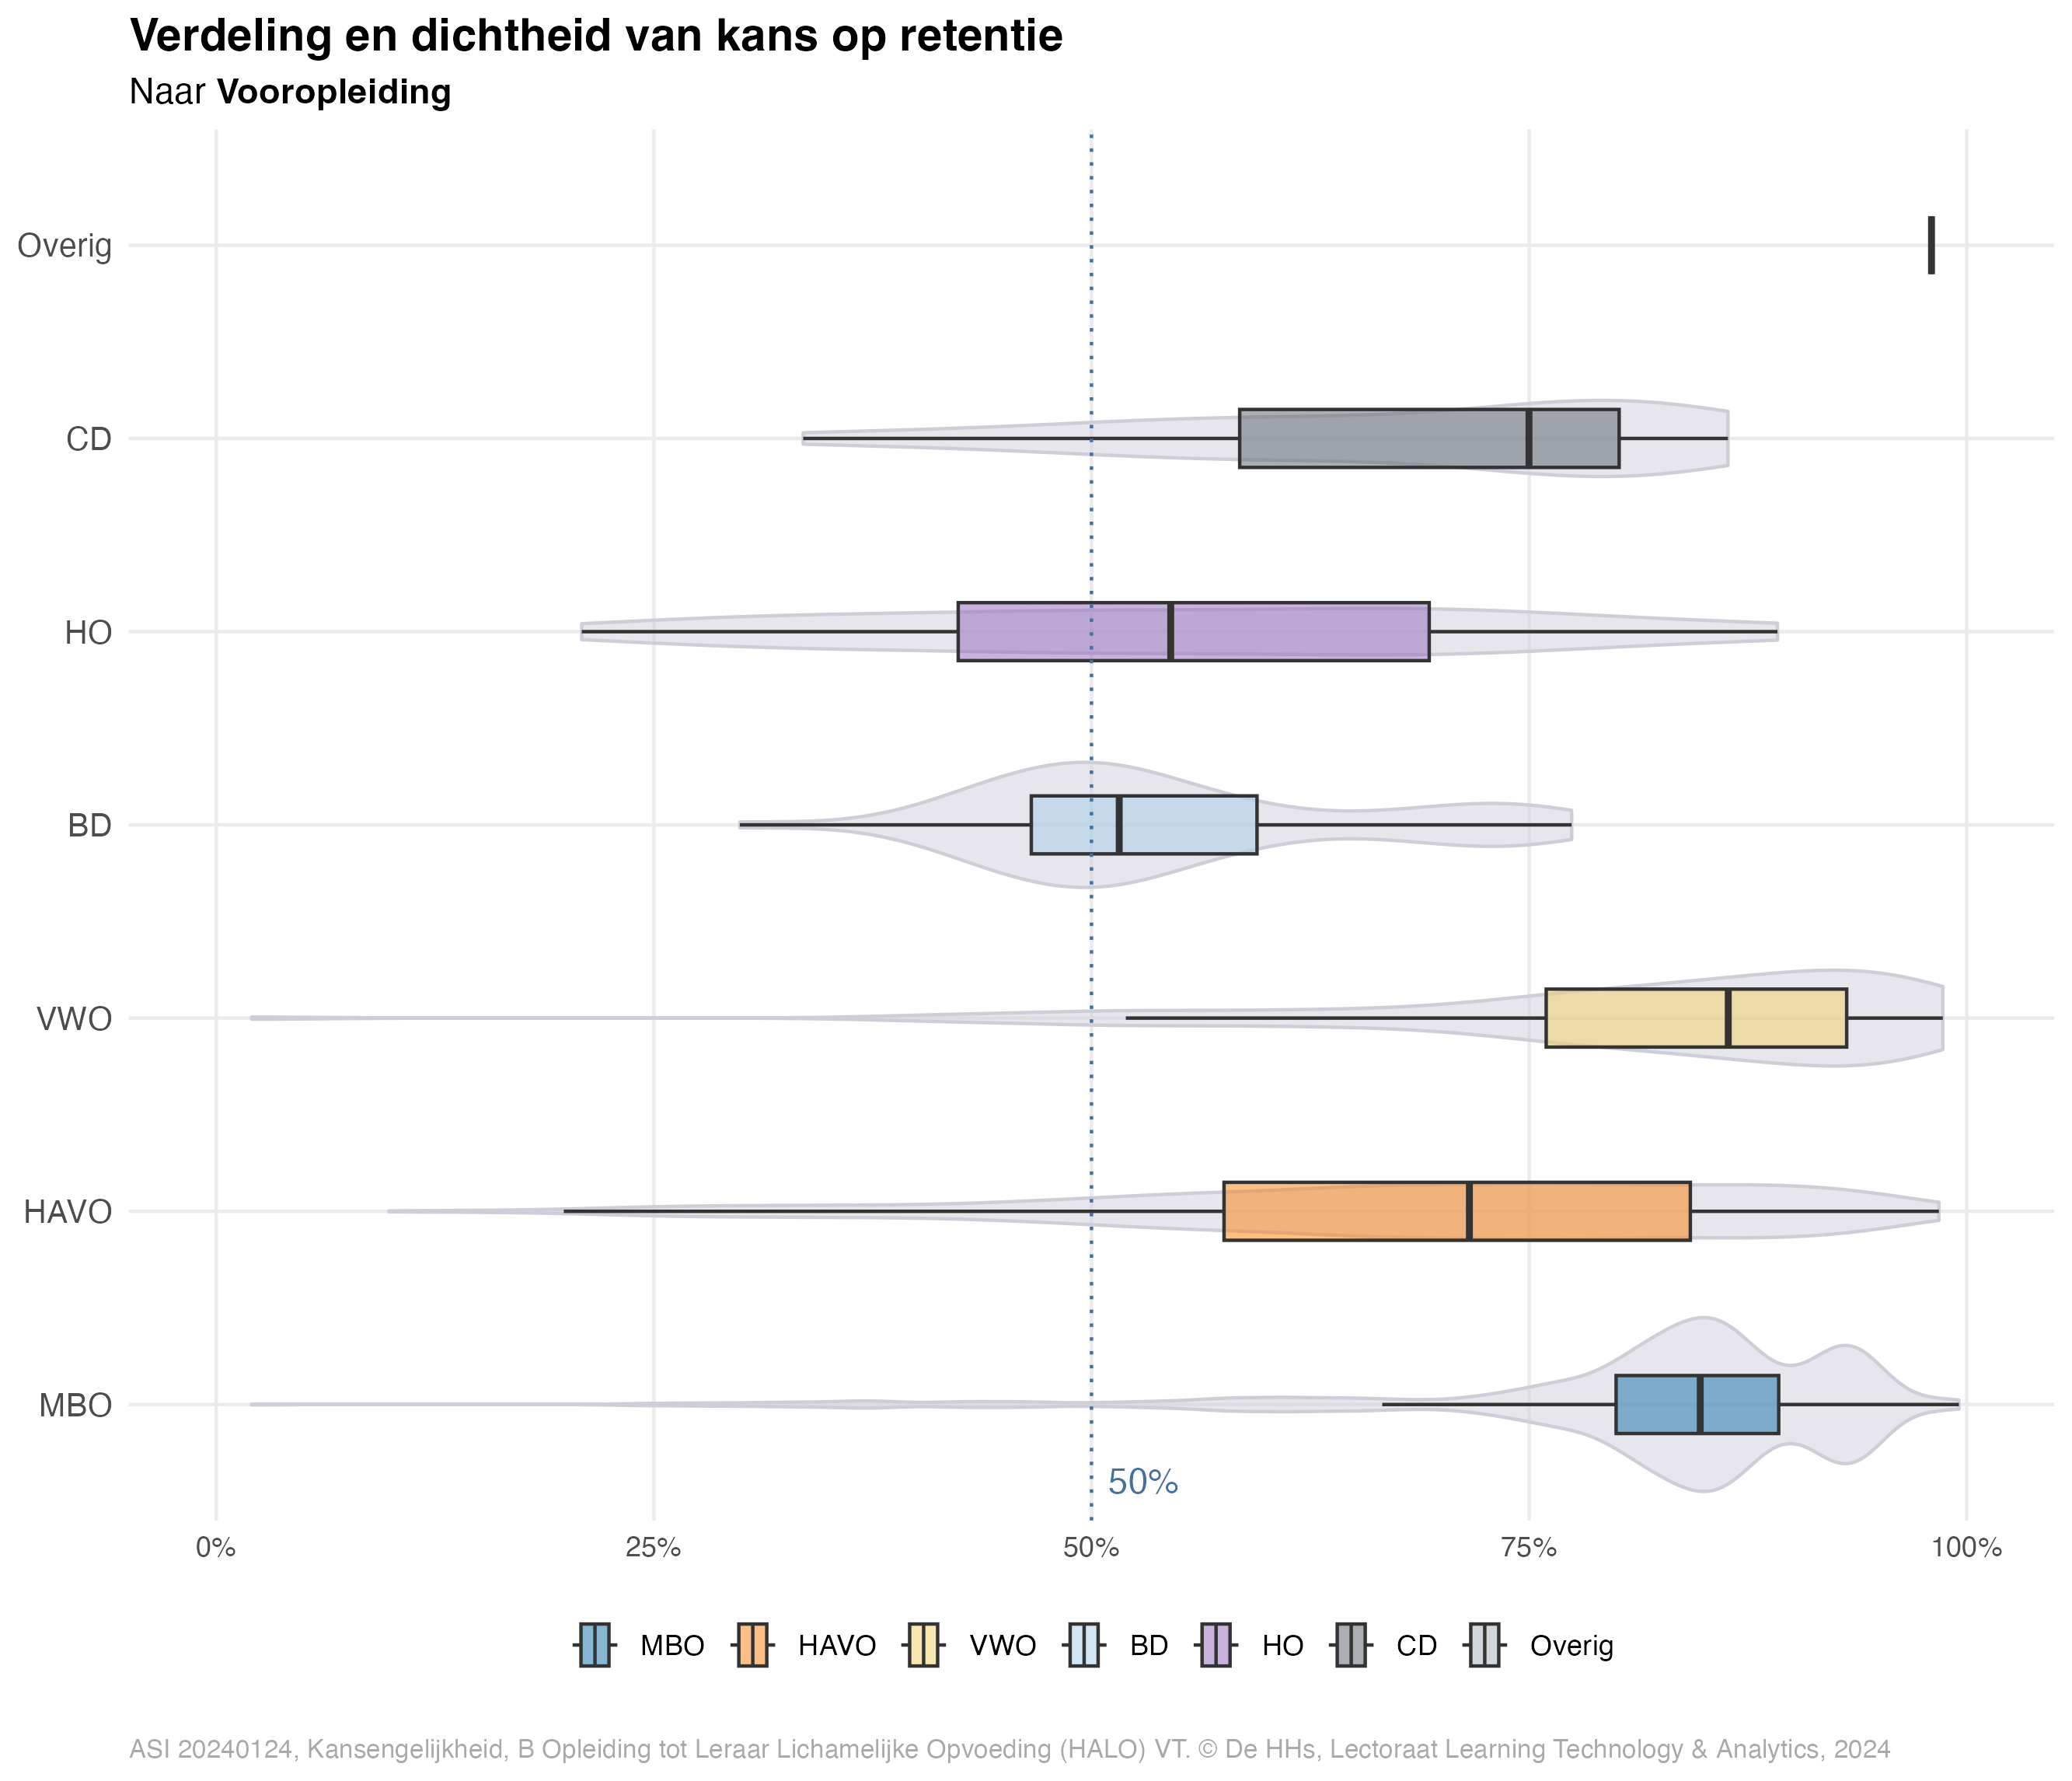 Verdeling en dichtheid van kans op retentie
Naar Vooropleiding
Overig
CD
HO
BD
VWO
HAVO
MBO
50%
0% 25% 50% 75% 100%
MBO HAVO VWO BD HO CD Overig
ASI 20240124, Kansengelijkheid, B Opleiding tot Leraar Lichamelijke Opvoeding (HALO) VT. © De HHs, Lectoraat Learning Technology & Analytics, 2024